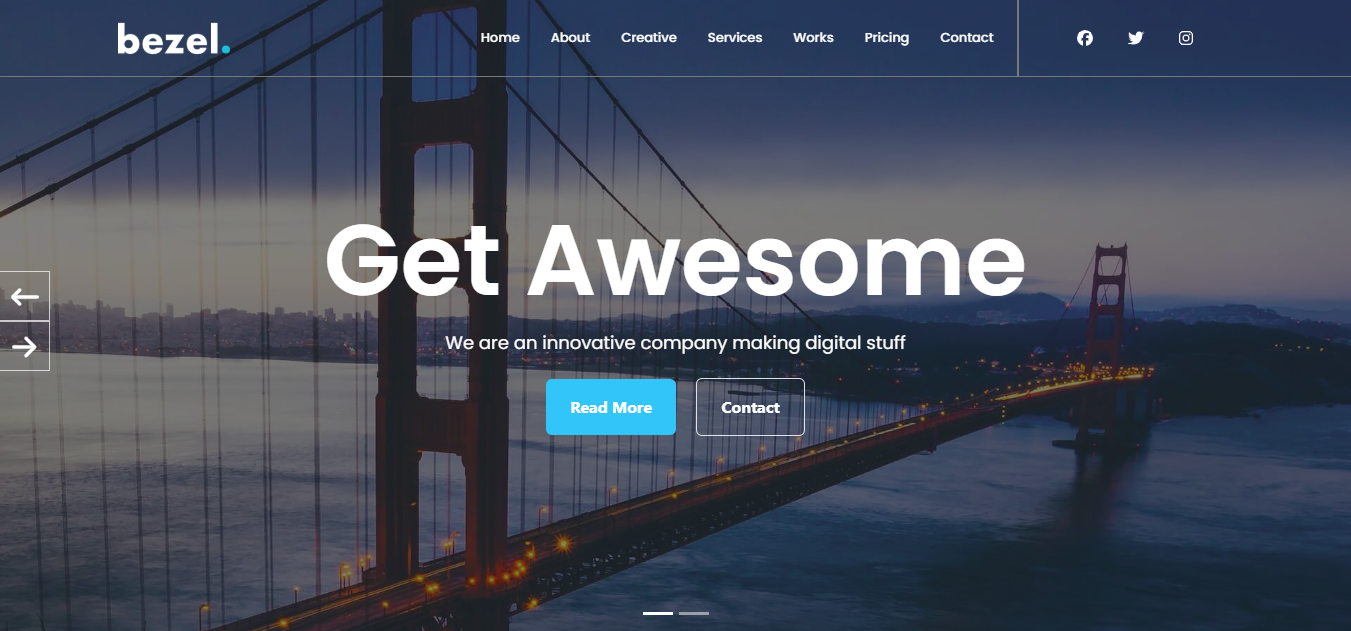 bezel.
Home About Creative Services Works Pricing Contact
Get Awesome
We are an innovative company making digital stuff
Read More Contact